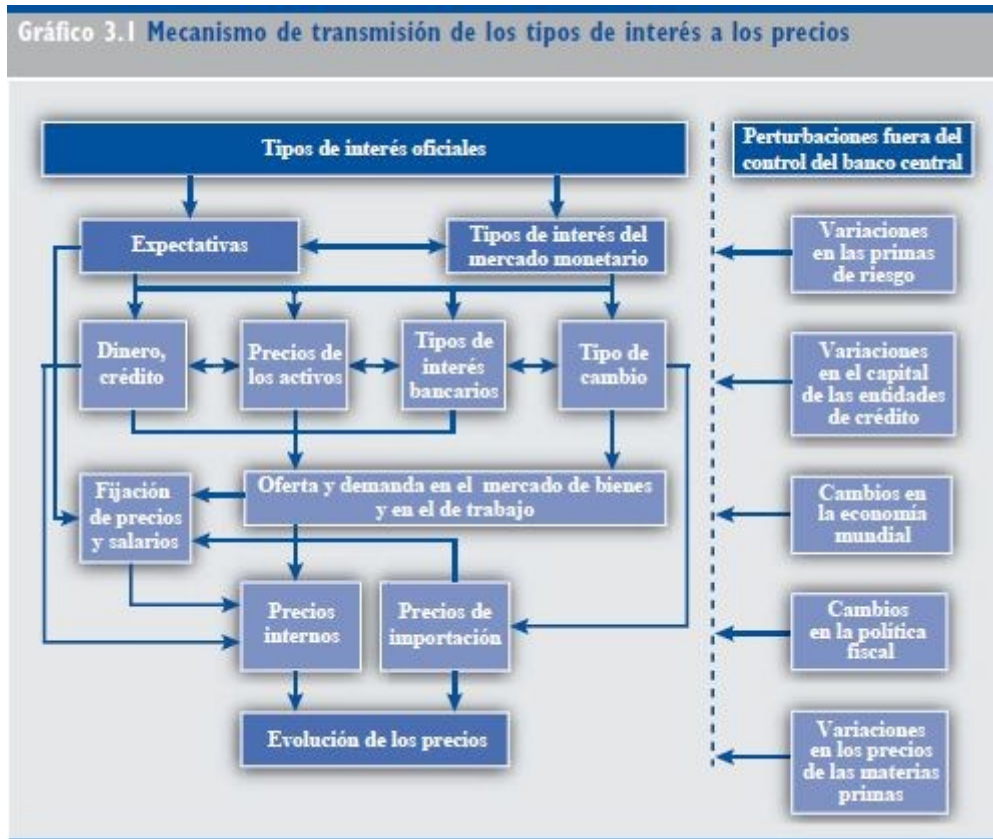 Gráfico 3.1 Mecanismo de transmisión de los tipos de interés a los precios
Tipos de interés oficiales
Perturbaciones fuera del
control del banco central
Expectativas
Tipos de interés del
mercado monetario
Variaciones
en las primas
de riesgo
Dinero,
crédito
Precios de
los activos
Tipos de
interés
bancarios
Tipo de
cambio
Variaciones
en el capital
de las entidades
de crédito
Fijación
de precios
y salarios
Oferta y demanda en el mercado de bienes
y en el de trabajo
Cambios en
la economía
mundial
Precios
internos
Precios de
importación
Cambios
en la política
fiscal
Evolución de los precios
Variaciones
en los precios
de las materias
primas